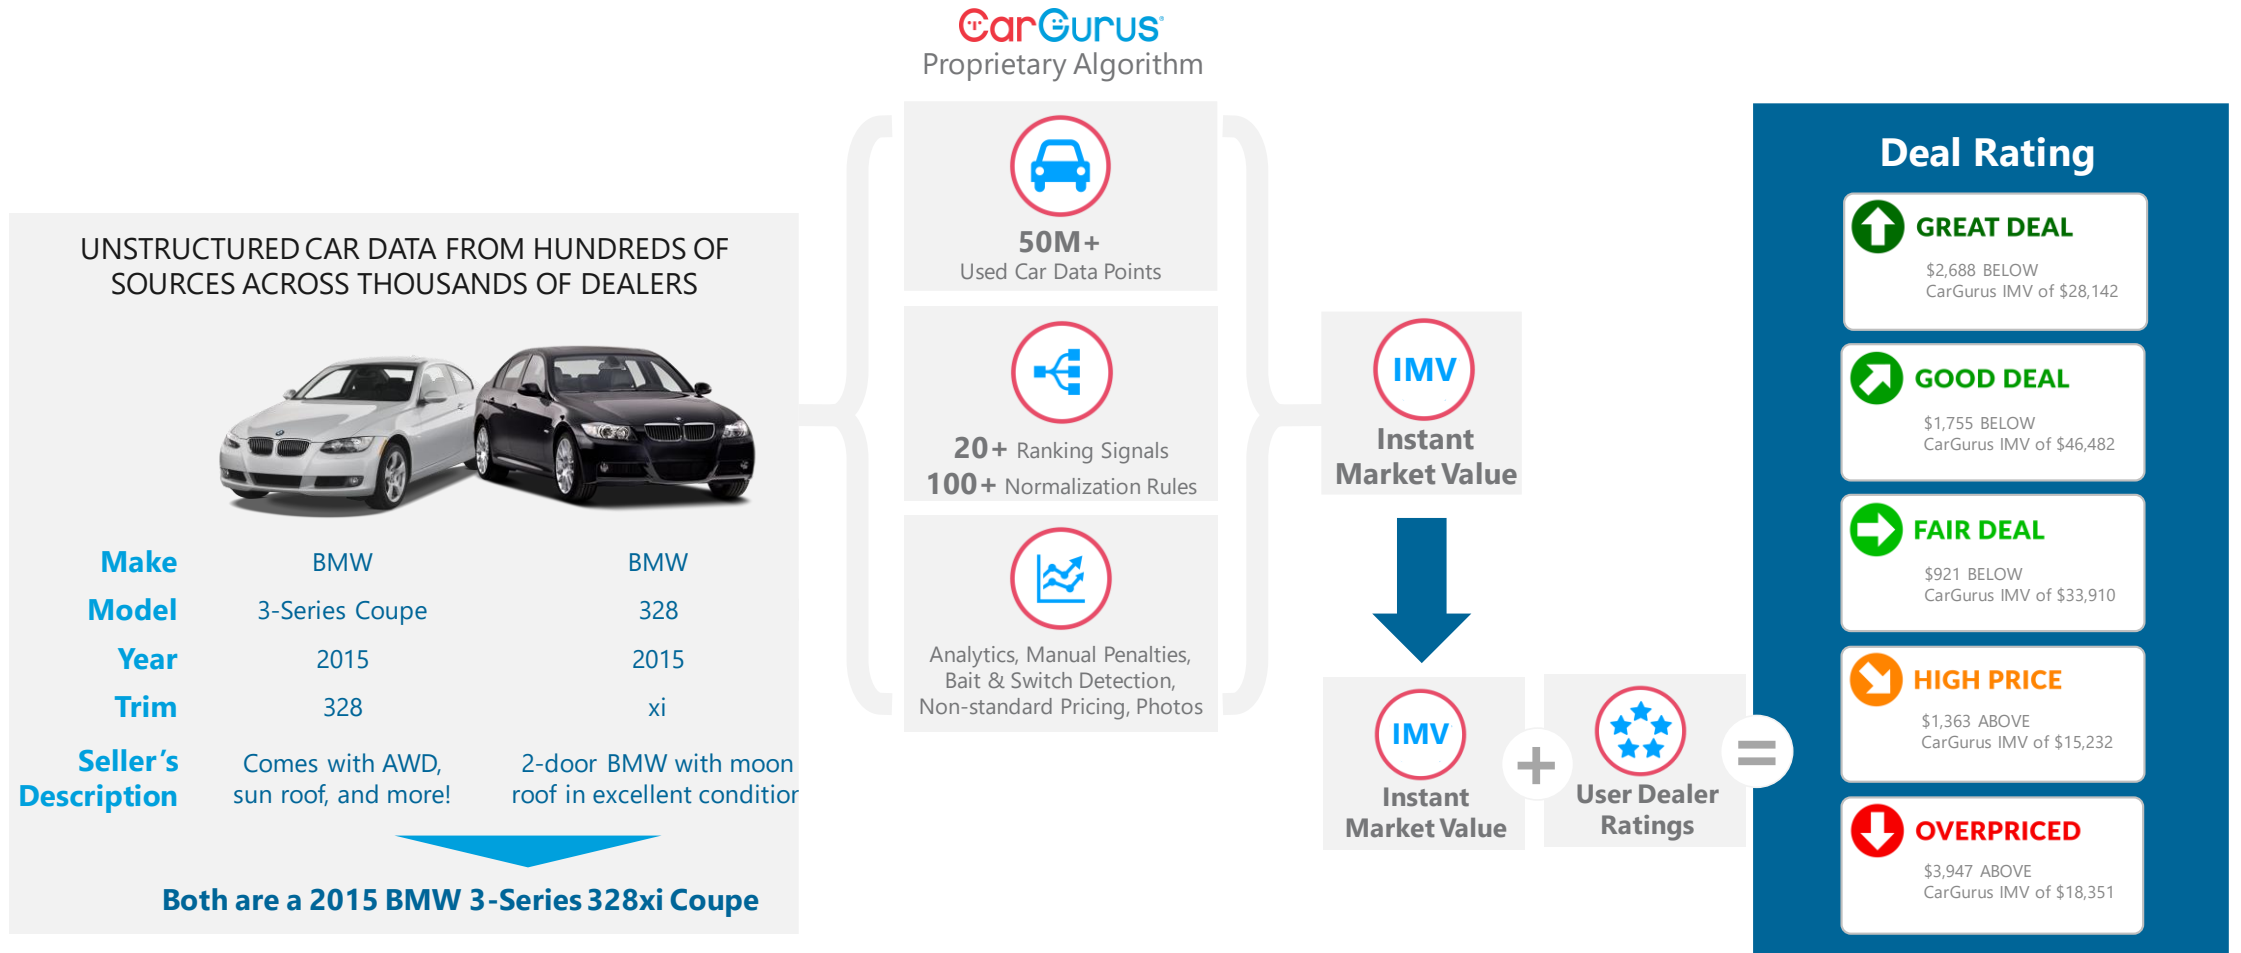 CarGurus®
Proprietary Algorithm
UNSTRUCTURED CAR DATA FROM HUNDREDS OF
SOURCES ACROSS THOUSANDS OF DEALERS
Make BMW BMW
Model 3-Series Coupe 328
Year 2015 2015
Trim 328 xi
Seller's
Description
Comes with AWD,
sun roof, and more!
2-door BMW with moon
roof in excellent condition
Both are a 2015 BMW 3-Series 328xi Coupe
50M+
Used Car Data Points
20+ Ranking Signals
100+ Normalization Rules
Analytics, Manual Penalties,
Bait & Switch Detection,
Non-standard Pricing, Photos
IMV
Instant
Market Value
IMV
Instant
Market Value
+
User Dealer
Ratings
=
Deal Rating
GREAT DEAL
$2,688 BELOW
CarGurus IMV of $28,142
GOOD DEAL
$1,755 BELOW
CarGurus IMV of $46,482
FAIR DEAL
$921 BELOW
CarGurus IMV of $33,910
HIGH PRICE
$1,363 ABOVE
CarGurus IMV of $15,232
OVERPRICED
$3,947 ABOVE
CarGurus IMV of $18,351